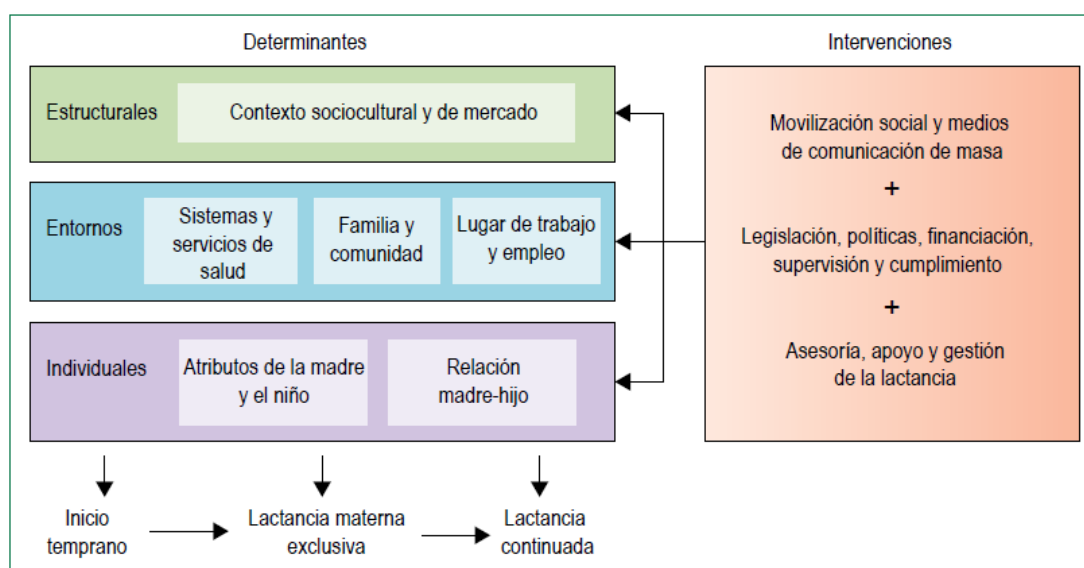 Determinantes
Intervenciones
Estructurales
Contexto sociocultural y de mercado
Entornos
Sistemas y
servicios de
salud
Familia y
comunidad
Lugar de trabajo
y empleo
Individuales
Atributos de la madre
y el niño
Relación
madre-hijo
Inicio
temprano
Lactancia materna
exclusiva
Lactancia
continuada
Movilización social y medios
de comunicación de masa
+
Legislación, políticas, financiación,
supervisión y cumplimiento
+
Asesoría, apoyo y gestión
de la lactancia